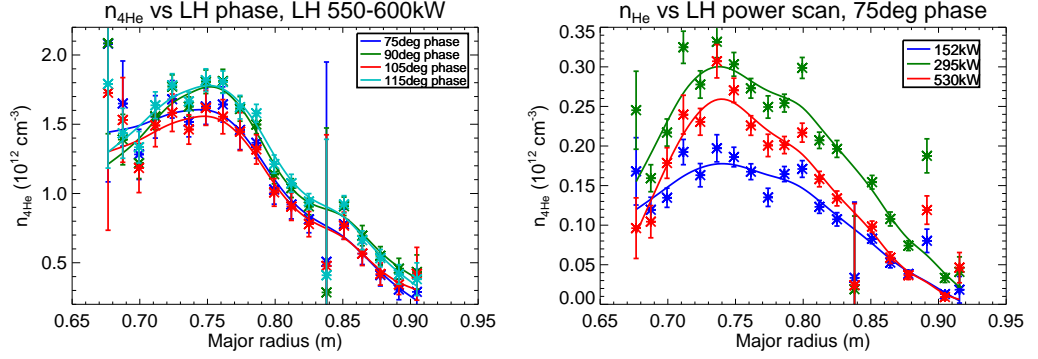 n4He vs LH phase, LH 550-600kW
75deg phase
90deg phase
105deg phase
115deg phase
2.0
1.5
1.0
0.5
n4He (10^12 cm-3)
0.65 0.70 0.75 0.80 0.85 0.90 0.95
Major radius (m)
nHe vs LH power scan, 75deg phase
152kW
295kW
530kW
0.30
0.25
0.20
0.15
0.10
0.05
0.00
n4He (10^12 cm-3)
0.65 0.70 0.75 0.80 0.85 0.90 0.95
Major radius (m)